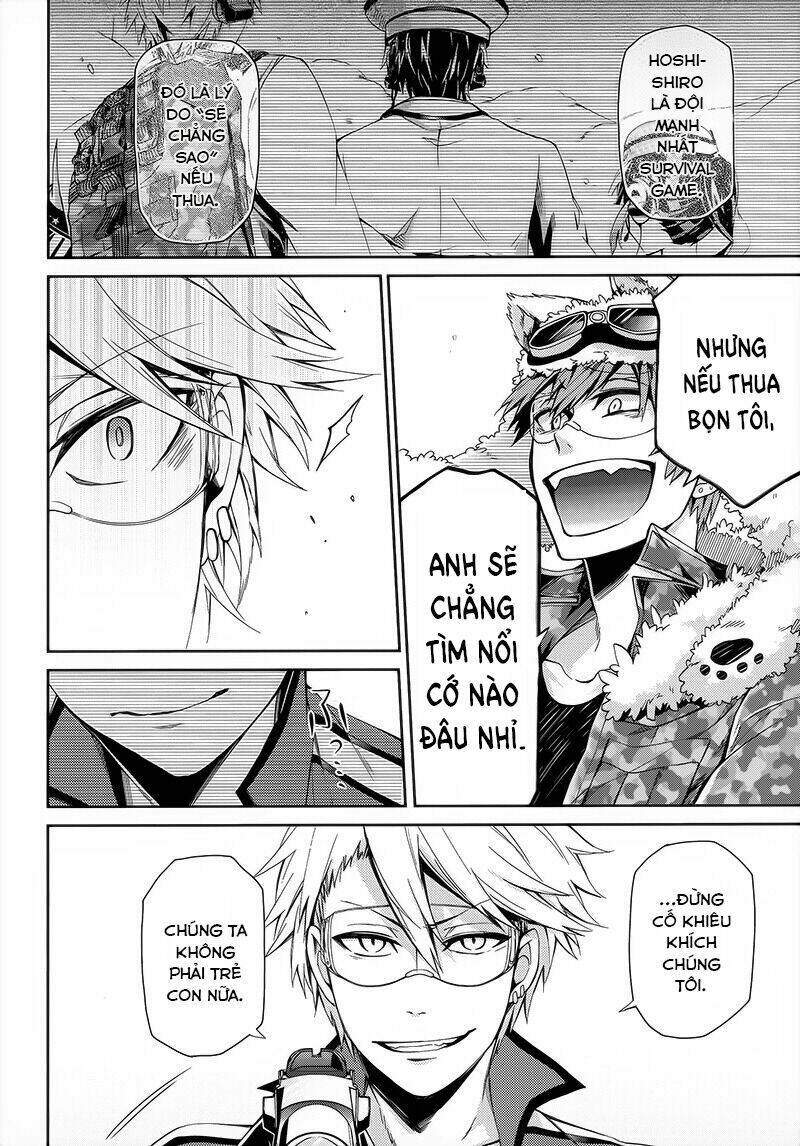 HOSHI-
SHIRO
LÀ ĐỘI
MẠNH
NHẤT
SURVIVAL
GAME.
ĐÓ LÀ LÝ
DO "SẼ
CHẲNG
SAO" NẾU
THUA.
NHƯNG
NẾU THUA
BỌN TÔI,
ANH SẼ
CHẲNG
TÌM NỔI
CỚ NÀO
ĐÂU NHỈ.
...ĐỪNG
CỐ KHIÊU
KHÍCH
CHÚNG
TÔI.
CHÚNG TA
KHÔNG
PHẢI TRẺ
CON NỮA.